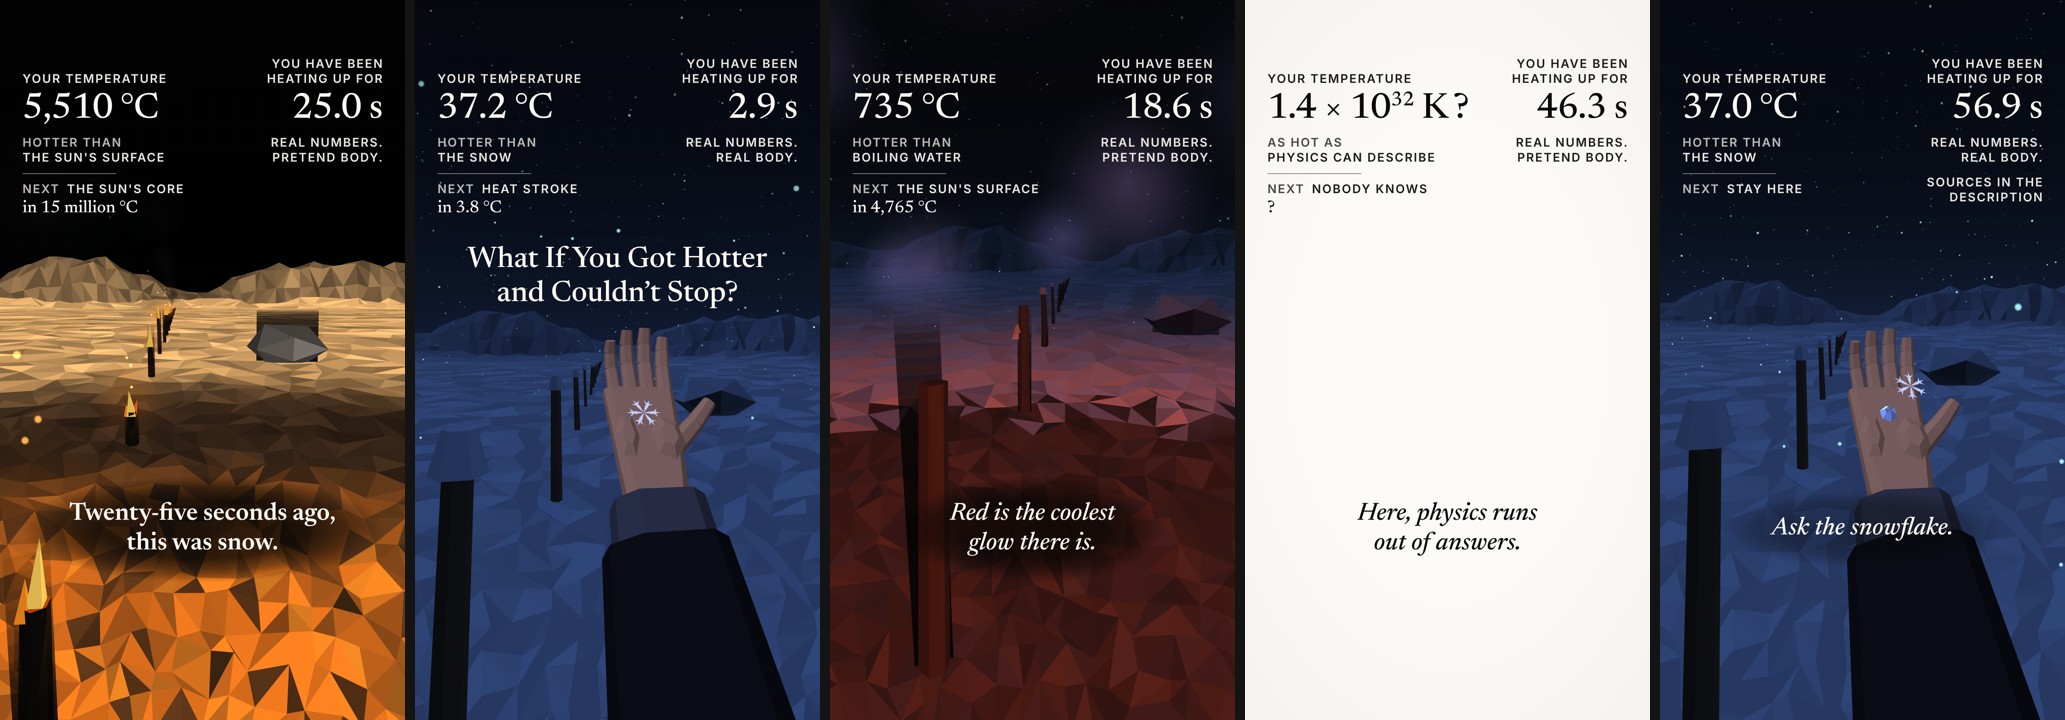 YOUR TEMPERATURE
5,510 °C
HOTTER THAN
THE SUN'S SURFACE
NEXT THE SUN'S CORE
in 15 million °C
YOU HAVE BEEN
HEATING UP FOR
25.0 s
REAL NUMBERS.
PRETEND BODY.
Twenty-five seconds ago,
this was snow.
YOUR TEMPERATURE
37.2 °C
HOTTER THAN
THE SNOW
NEXT HEAT STROKE
in 3.8 °C
YOU HAVE BEEN
HEATING UP FOR
2.9 s
REAL NUMBERS.
REAL BODY.
What If You Got Hotter
and Couldn’t Stop?
YOUR TEMPERATURE
735 °C
HOTTER THAN
BOILING WATER
NEXT THE SUN'S SURFACE
in 4,765 °C
YOU HAVE BEEN
HEATING UP FOR
18.6 s
REAL NUMBERS.
PRETEND BODY.
Red is the coolest
glow there is.
YOUR TEMPERATURE
1.4 × 10³² K?
AS HOT AS
PHYSICS CAN DESCRIBE
NEXT NOBODY KNOWS
?
YOU HAVE BEEN
HEATING UP FOR
46.3 s
REAL NUMBERS.
PRETEND BODY.
Here, physics runs
out of answers.
YOUR TEMPERATURE
37.0 °C
HOTTER THAN
THE SNOW
NEXT STAY HERE
YOU HAVE BEEN
HEATING UP FOR
56.9 s
REAL NUMBERS.
REAL BODY.
SOURCES IN THE
DESCRIPTION
Ask the snowflake.